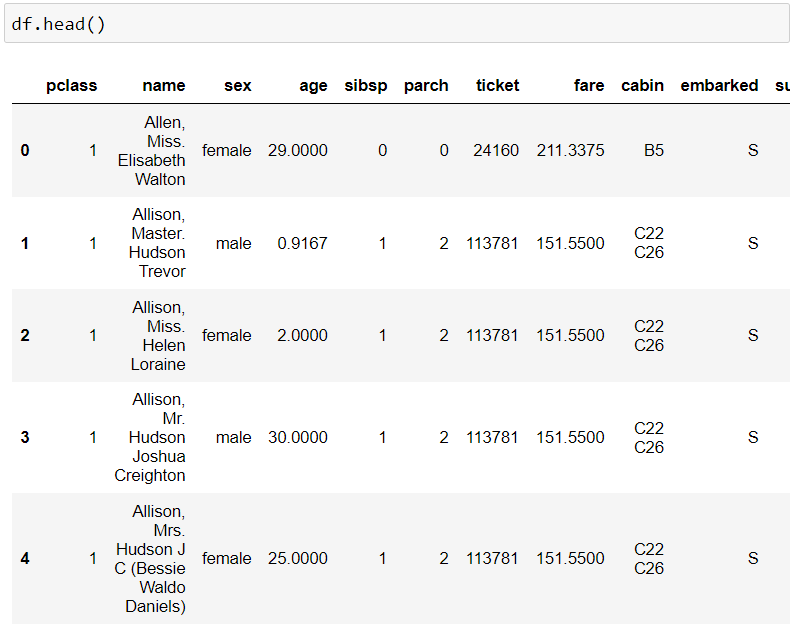 df.head()
pclass name sex age sibsp parch ticket fare cabin embarked su
0 1 Allen, Miss. Elisabeth Walton female 29.0000 0 0 24160 211.3375 B5 S
1 1 Allison, Master. Hudson Trevor male 0.9167 1 2 113781 151.5500 C22 C26 S
2 1 Allison, Miss. Helen Loraine female 2.0000 1 2 113781 151.5500 C22 C26 S
3 1 Allison, Mr. Hudson Joshua Creighton male 30.0000 1 2 113781 151.5500 C22 C26 S
4 1 Allison, Mrs. Hudson J C (Bessie Waldo Daniels) female 25.0000 1 2 113781 151.5500 C22 C26 S